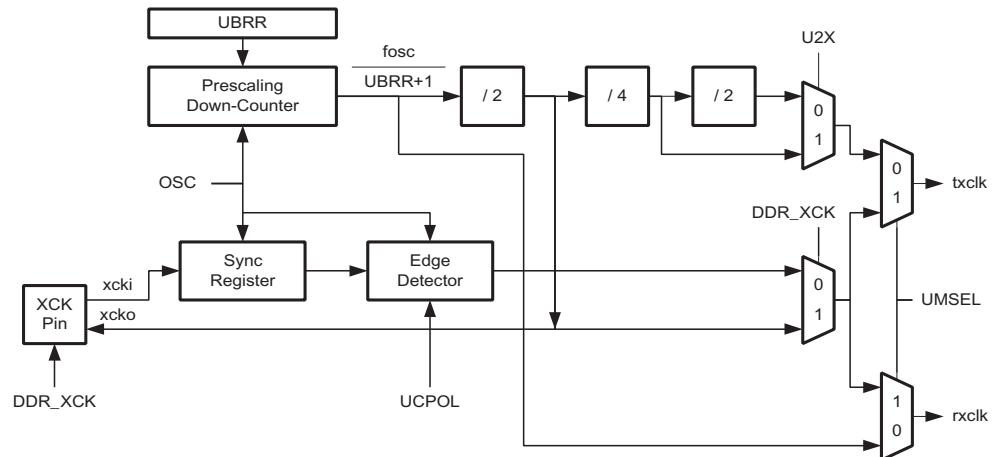 UBRR
fosc
UBRR+1
U2X
Prescaling
Down-Counter
/ 2
/ 4
/ 2
0
1
OSC
0
1
txclk
DDR_XCK
Sync
Register
Edge
Detector
0
1
xcki
XCK
Pin
xcko
UMSEL
DDR_XCK
UCPOL
1
0
rxclk